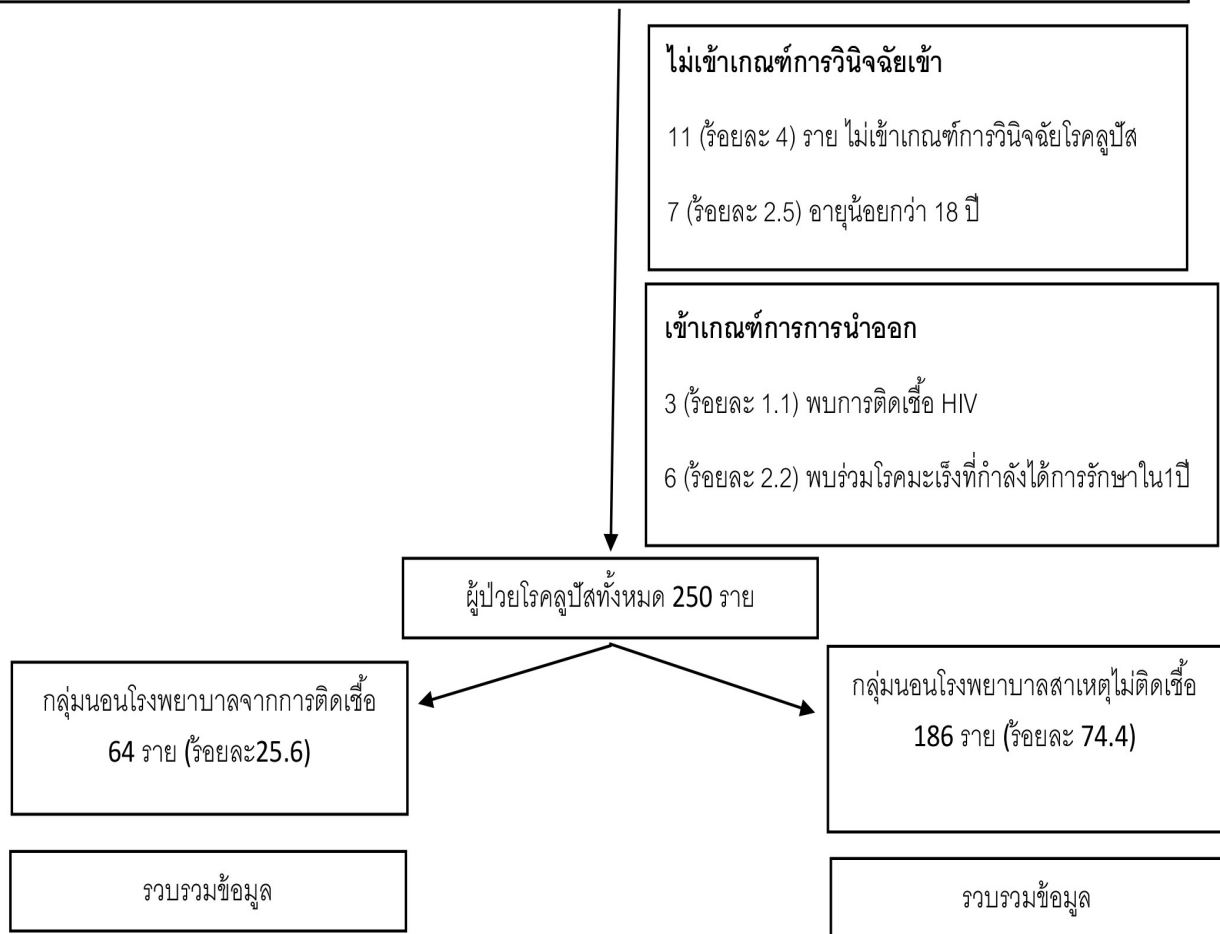 ไม่เข้าเกณฑ์การวินิจฉัยเข้า
11 (ร้อยละ 4) ราย ไม่เข้าเกณฑ์การวินิจฉัยโรคลูปัส
7 (ร้อยละ 2.5) อายุน้อยกว่า 18 ปี
เข้าเกณฑ์การการนำออก
3 (ร้อยละ 1.1) พบการติดเชื้อ HIV
6 (ร้อยละ 2.2) พบร่วมโรคมะเร็งที่กำลังได้การรักษาใน1ปี
ผู้ป่วยโรคลูปัสทั้งหมด 250 ราย
กลุ่มนอนโรงพยาบาลจากการติดเชื้อ
64 ราย (ร้อยละ25.6)
กลุ่มนอนโรงพยาบาลสาเหตุไม่ติดเชื้อ
186 ราย (ร้อยละ 74.4)
รวบรวมข้อมูล
รวบรวมข้อมูล